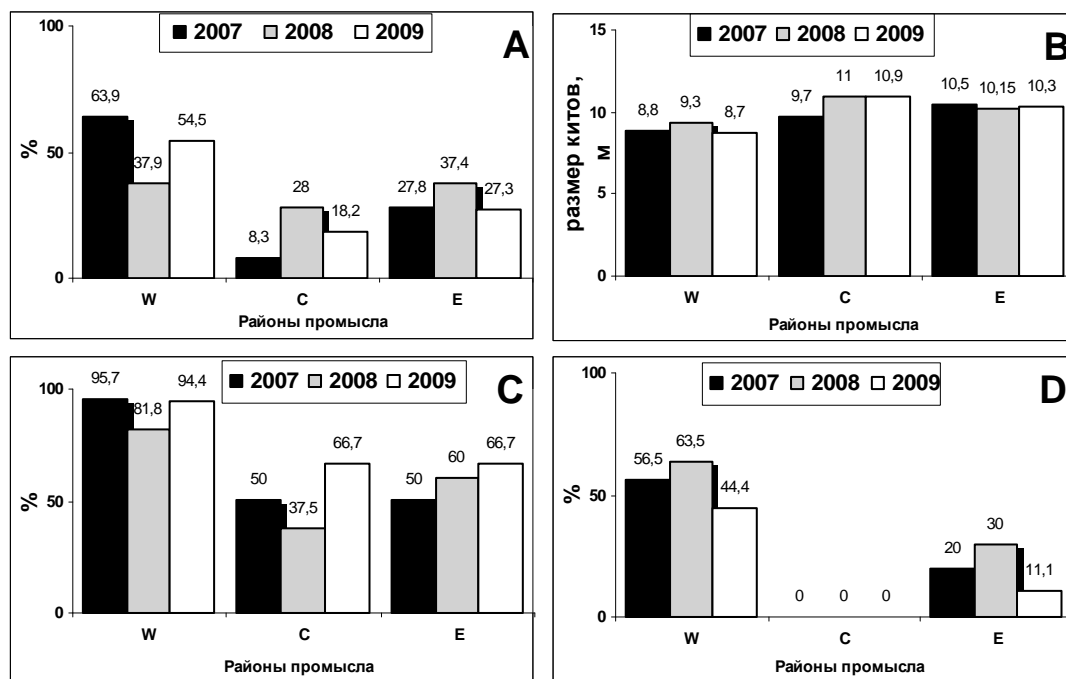 2007 2008 2009
A
100
50
0
%
63,9
37,9
54,5
8,3
28
18,2
27,8
37,4
27,3
W C E
Районы промысла
2007 2008 2009
B
15
10
5
0
размер китов,
м
8,8
9,3
8,7
9,7
11
10,9
10,5
10,15
10,3
W C E
Районы промысла
2007 2008 2009
C
100
50
0
%
95,7
81,8
94,4
50
37,5
66,7
50
60
66,7
W C E
Районы промысла
2007 2008 2009
D
100
50
0
%
56,5
63,5
44,4
0
0
0
20
30
11,1
W C E
Районы промысла